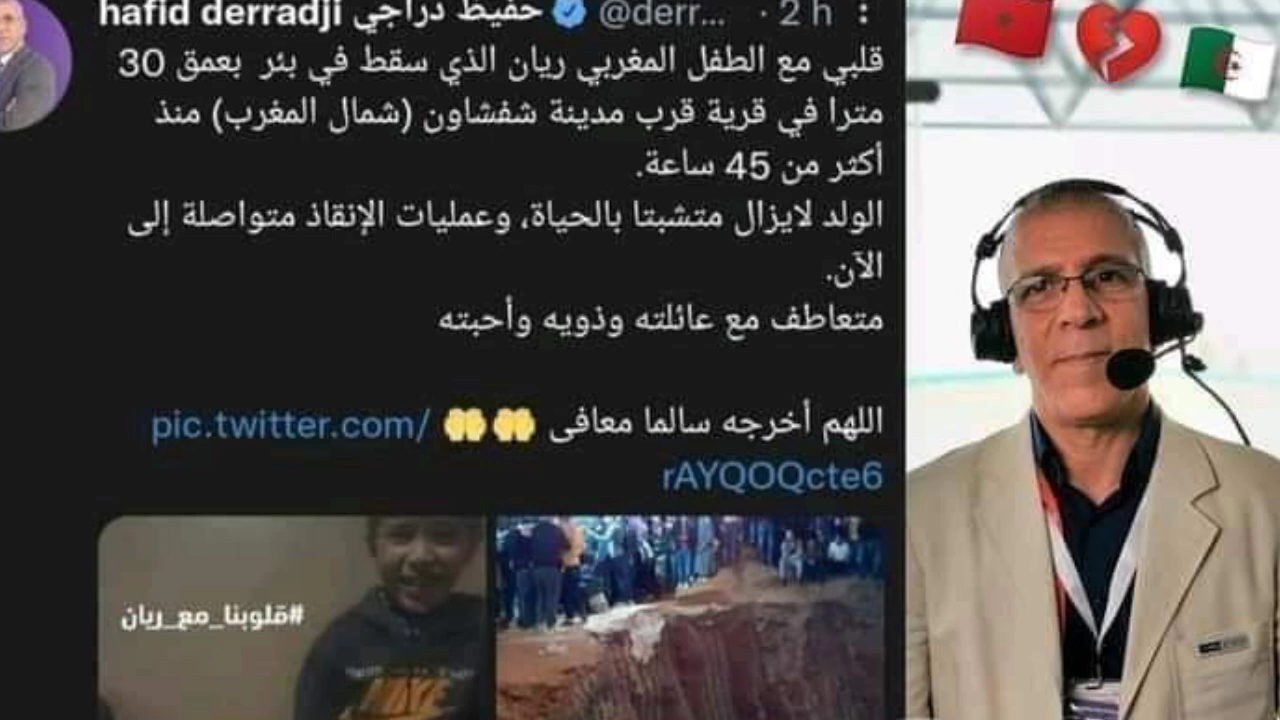 hafid derradji حفيظ دراجي @derr... · 2 h
قلبي مع الطفل المغربي ريان الذي سقط في بئر بعمق 30
مترا في قرية قرب مدينة شفشاون (شمال المغرب) منذ
أكثر من 45 ساعة.
الولد لايزال متشبتا بالحياة، وعمليات الإنقاذ متواصلة إلى
الآن.
متعاطف مع عائلته وذويه وأحبته
اللهم أخرجه سالما معافى 🤲🤲 pic.twitter.com/
rAYQOQcte6
#قلوبنا_مع_ريان
NIKE